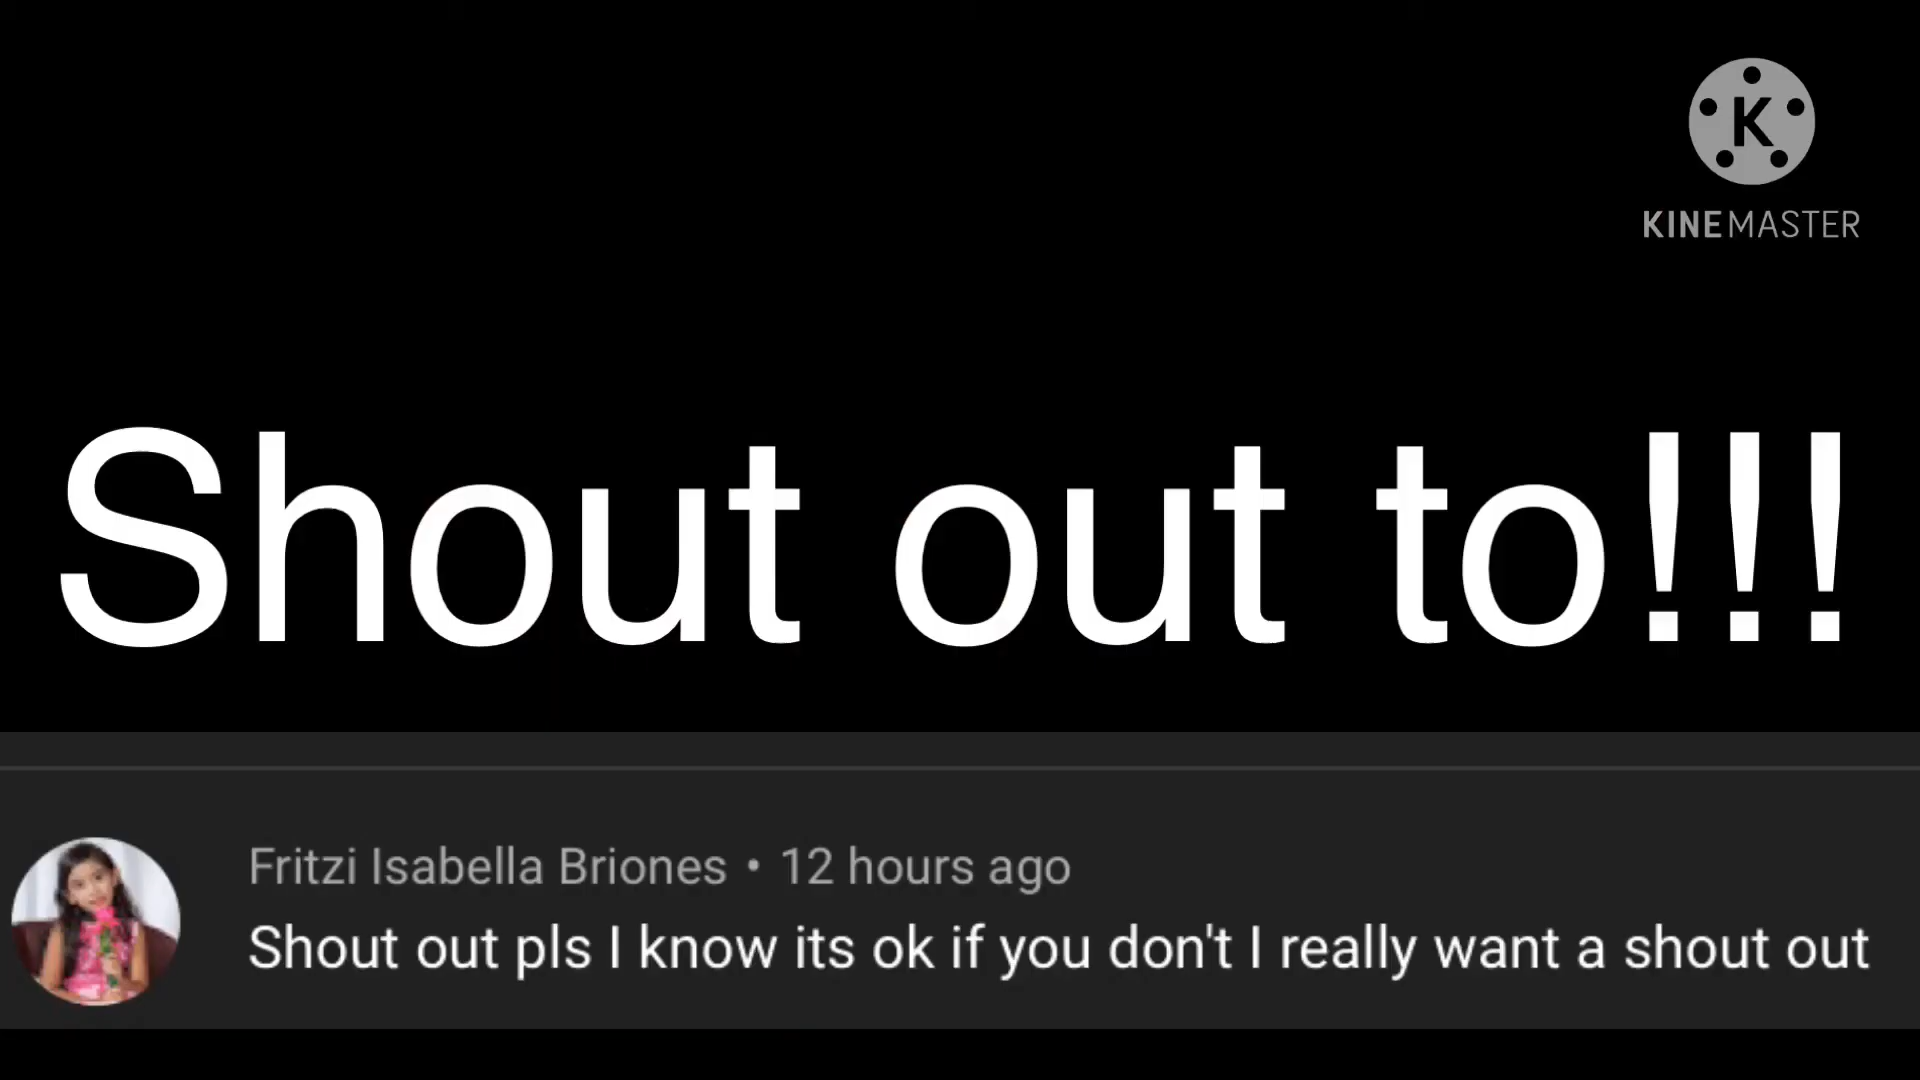 K
KINEMASTER
Shout out to!!!
Fritzi Isabella Briones • 12 hours ago
Shout out pls I know its ok if you don't I really want a shout out